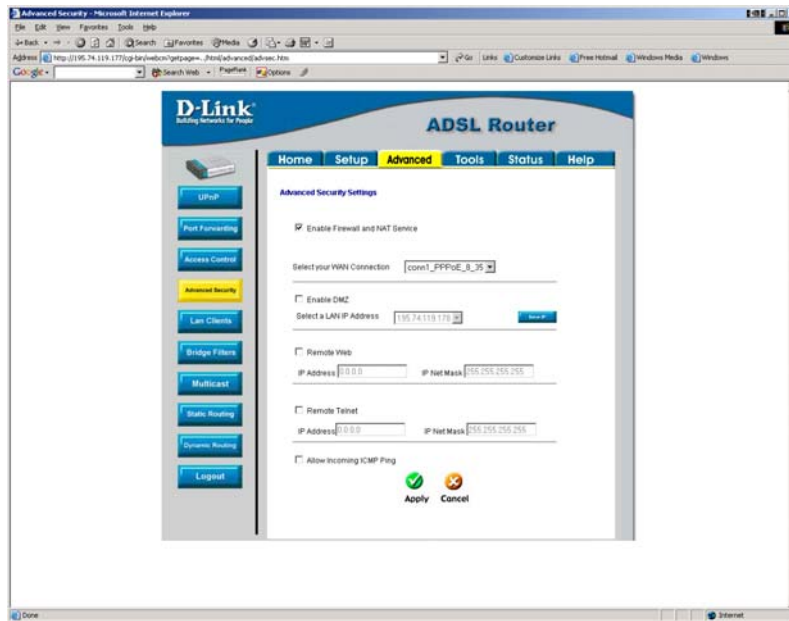 Advanced Security - Microsoft Internet Explorer
File Edit View Favorites Tools Help
Back Search Favorites Media
Address http://195.74.119.177/cgi-bin/webcm?getpage=../html/advanced/adv-sec.htm Go Links Customize Links Free Hotmail Windows Media Windows
Google Search Web PageRank Options
D-Link
Building Networks for People
ADSL Router
Home Setup Advanced Tools Status Help
UPnP
Port Forwarding
Access Control
Advanced Security
Lan Clients
Bridge Filters
Multicast
Static Routing
Dynamic Routing
Logout
Advanced Security Settings
Enable Firewall and NAT Service
Select your WAN Connection conn1_PPPoE_8_35
Enable DMZ
Select a LAN IP Address 195.74.119.178
Remote Web
IP Address 0.0.0.0 IP Net Mask 255.255.255.255
Remote Telnet
IP Address 0.0.0.0 IP Net Mask 255.255.255.255
Allow Incoming ICMP Ping
Apply Cancel
Done Internet